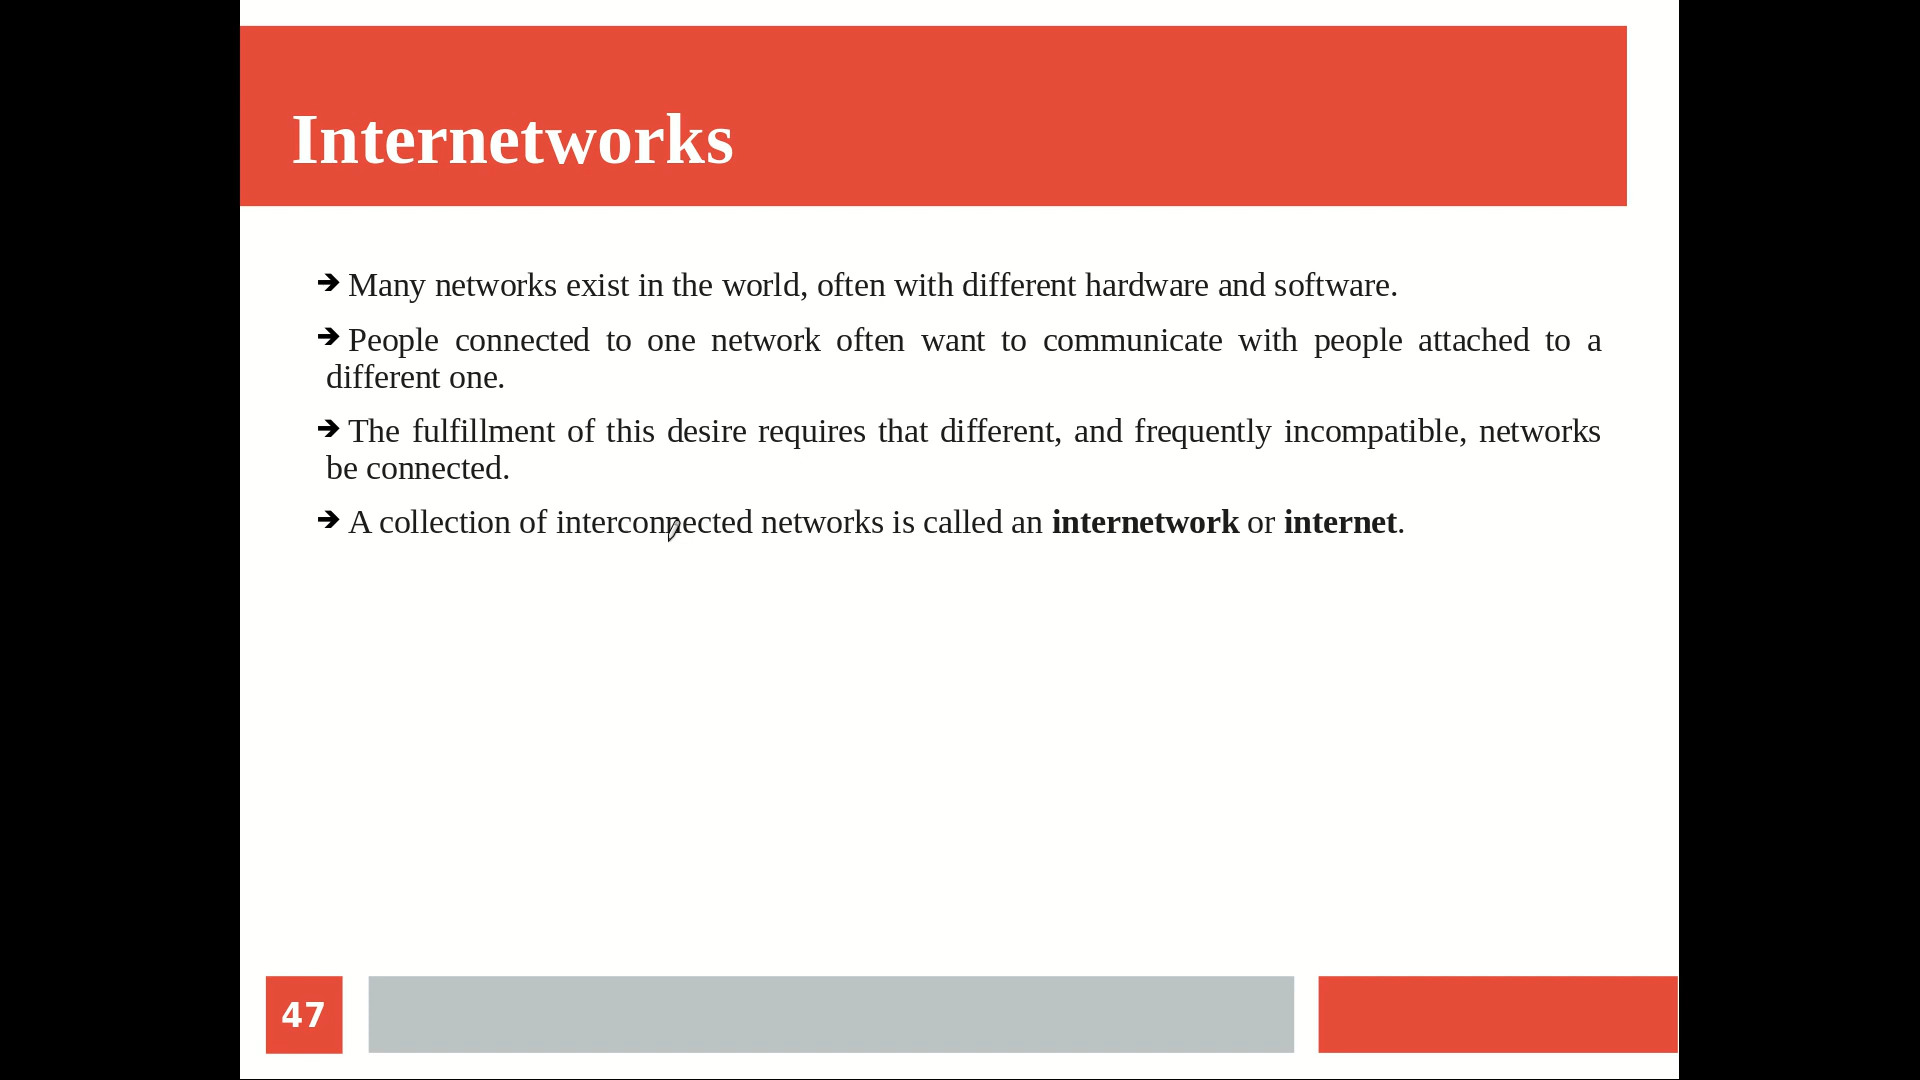 Internetworks
➔ Many networks exist in the world, often with different hardware and software.
➔ People connected to one network often want to communicate with people attached to a
different one.
➔ The fulfillment of this desire requires that different, and frequently incompatible, networks
be connected.
➔ A collection of interconnected networks is called an internetwork or internet.
47